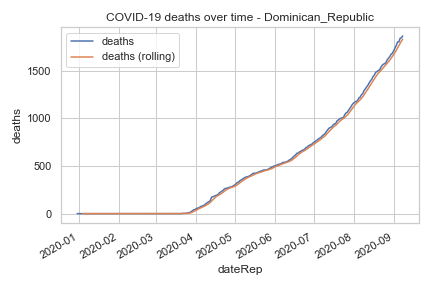 COVID-19 deaths over time - Dominican_Republic
deaths
deaths (rolling)
deaths
1500
1000
500
0
2020-01
2020-02
2020-03
2020-04
2020-05
2020-06
2020-07
2020-08
2020-09
dateRep